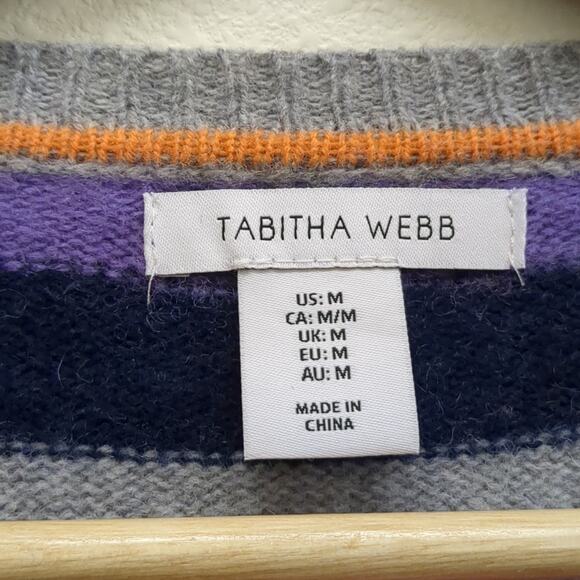 TABITHA WEBB
US: M
CA: M/M
UK: M
EU: M
AU: M
MADE IN
CHINA